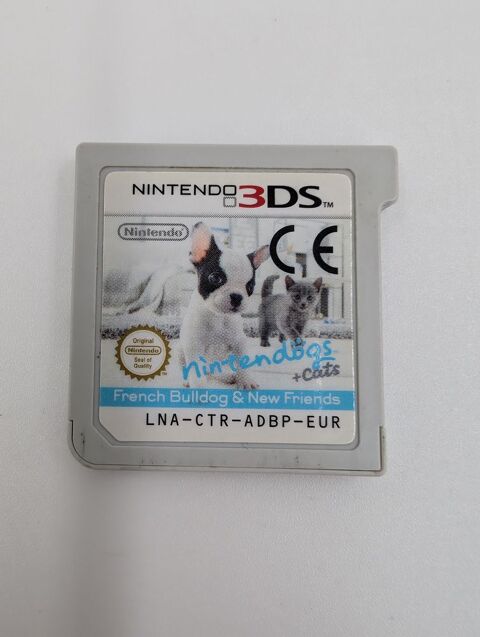 NINTENDO 3DS™
Nintendo
CE
Original
Nintendo
Seal of
Quality
nintendogs
+cats
French Bulldog & New Friends
LNA-CTR-ADBP-EUR